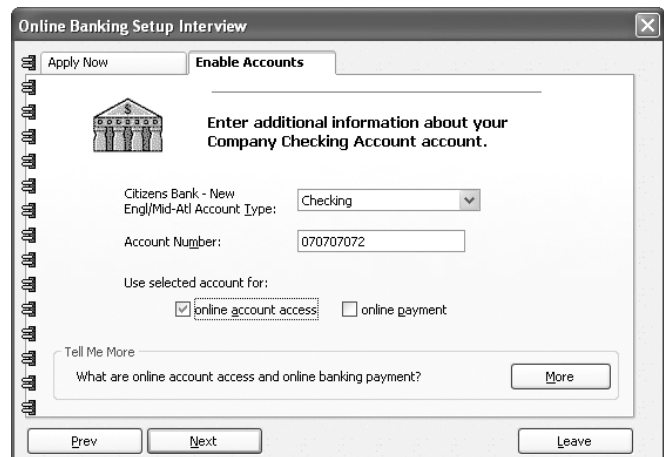 Online Banking Setup Interview
Apply Now
Enable Accounts
$
Enter additional information about your
Company Checking Account account.
Citizens Bank - New
Engl/Mid-Atl Account Type:
Checking
Account Number:
070707072
Use selected account for:
online account access
online payment
Tell Me More
What are online account access and online banking payment?
More
Prev
Next
Leave